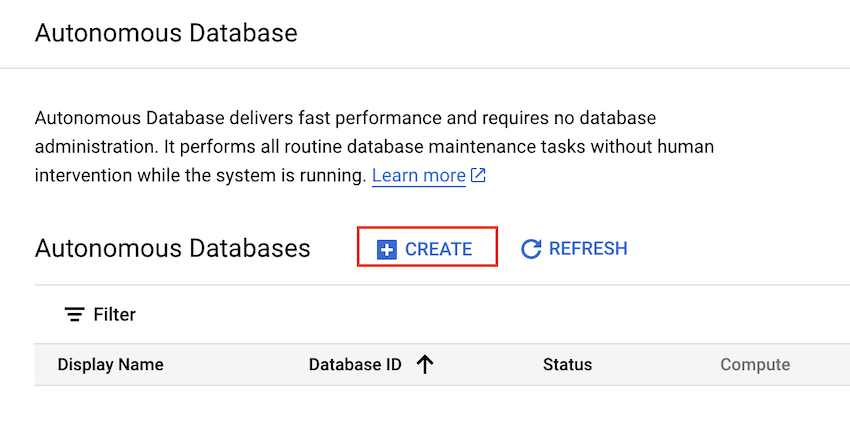 Autonomous Database
Autonomous Database delivers fast performance and requires no database
administration. It performs all routine database maintenance tasks without human
intervention while the system is running. Learn more
Autonomous Databases CREATE REFRESH
Filter
Display Name Database ID Status Compute